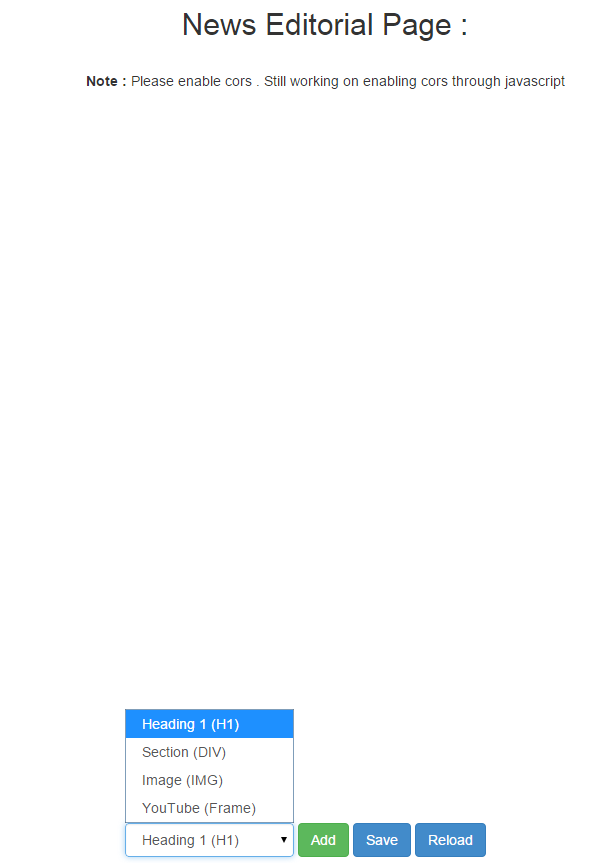 News Editorial Page :
Note : Please enable cors . Still working on enabling cors through javascript
Heading 1 (H1)
Section (DIV)
Image (IMG)
YouTube (Frame)
Heading 1 (H1) Add Save Reload